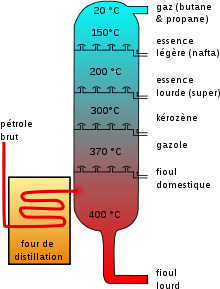 20 °C
gaz (butane
& propane)
150°C
essence
légère (nafta)
200 °C
essence
lourde (super)
300°C
kérozène
pétrole
brut
370 °C
gazole
fioul
domestique
400 °C
four de
distillation
fioul
lourd